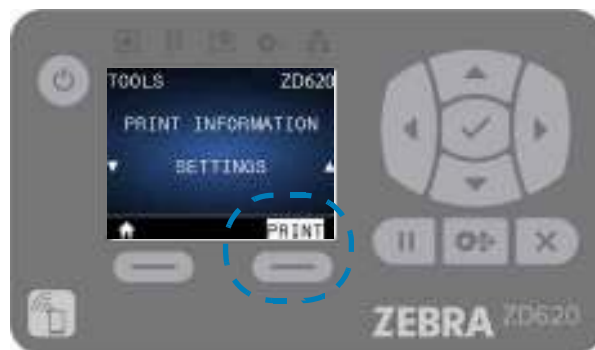 TOOLS ZD620
PRINT INFORMATION
SETTINGS
PRINT
ZEBRA ZD620